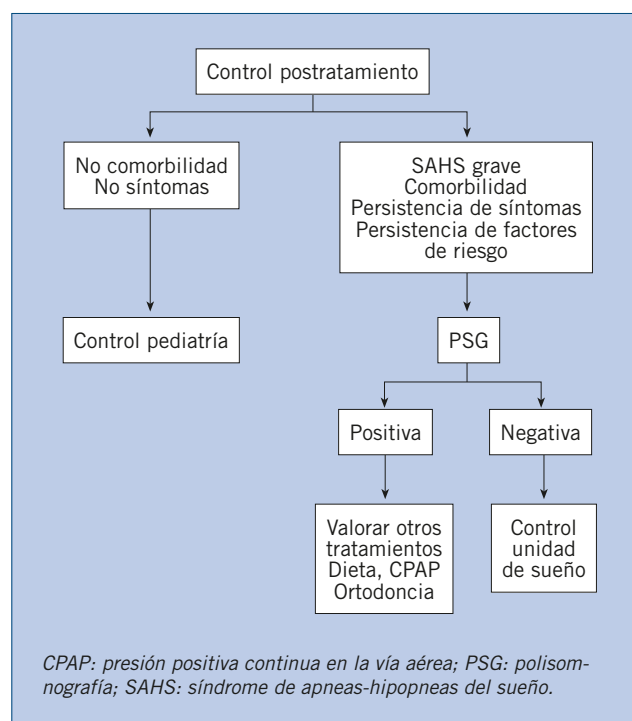 Control postratamiento
No comorbilidad
No síntomas
SAHS grave
Comorbilidad
Persistencia de síntomas
Persistencia de factores
de riesgo
Control pediatría
PSG
Positiva
Negativa
Valorar otros
tratamientos
Dieta, CPAP
Ortodoncia
Control
unidad
de sueño
CPAP: presión positiva continua en la vía aérea; PSG: polisom-
nografía; SAHS: síndrome de apneas-hipopneas del sueño.